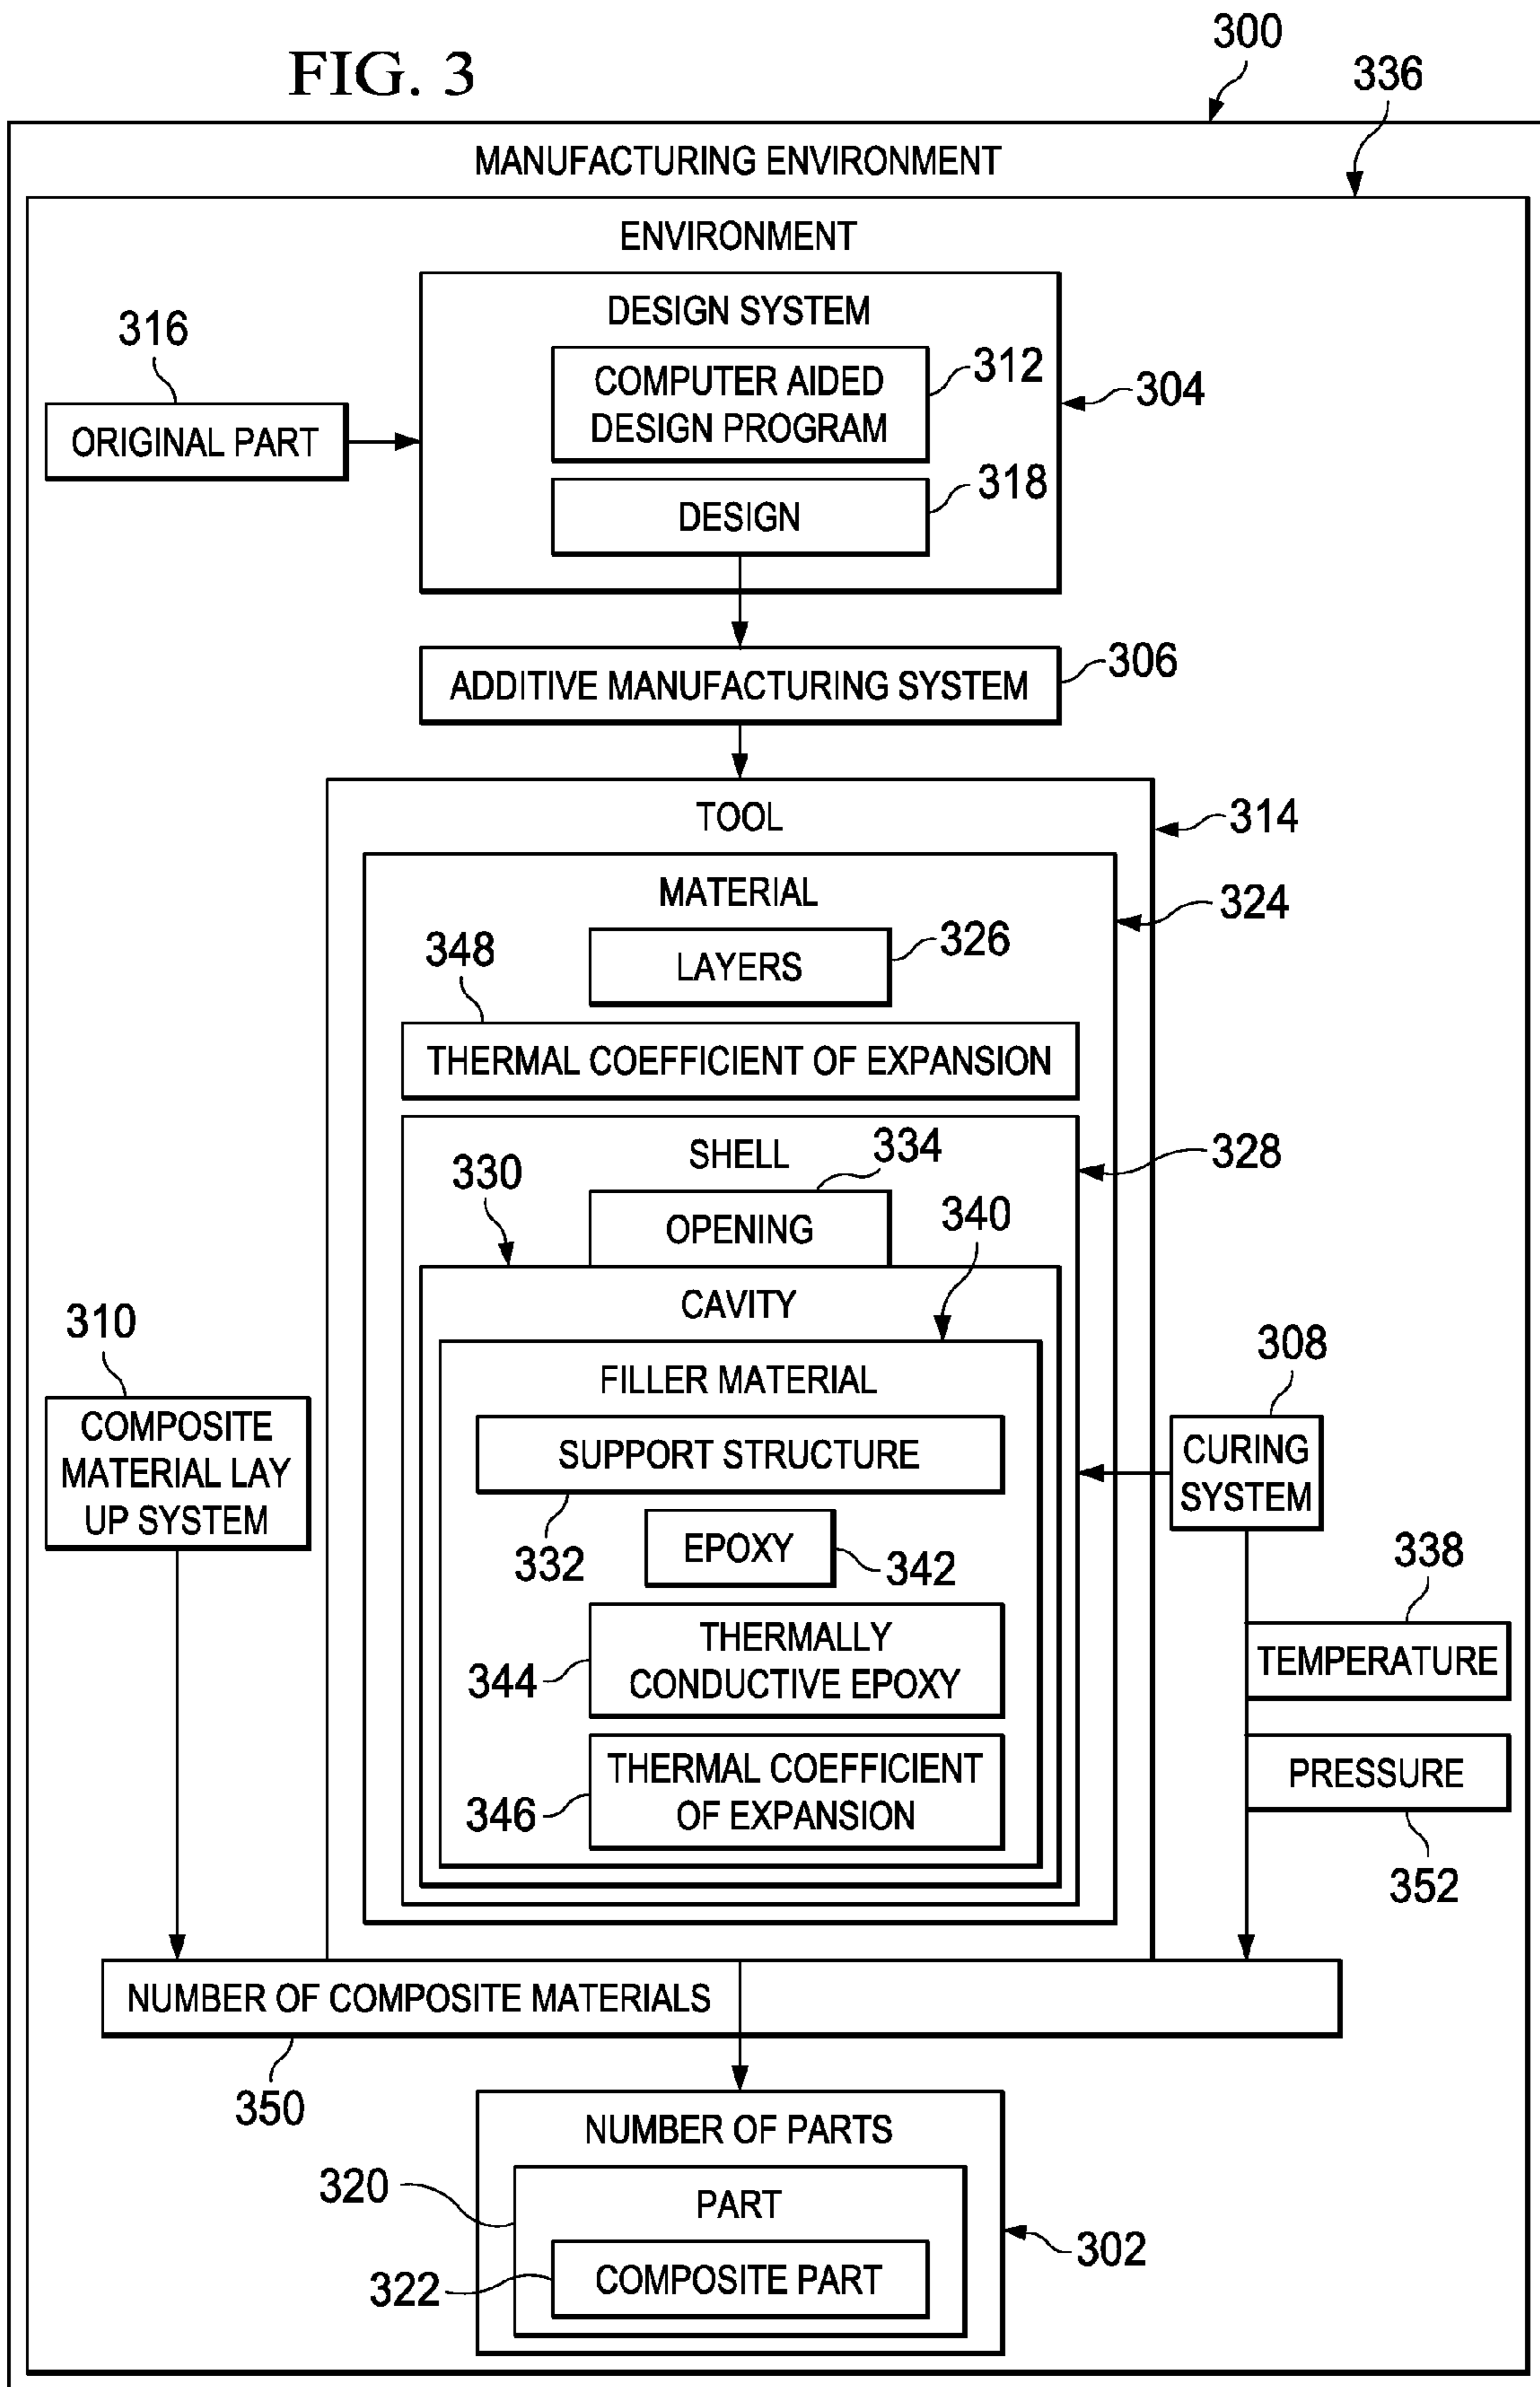 FIG. 3
300
336
MANUFACTURING ENVIRONMENT
ENVIRONMENT
DESIGN SYSTEM
316
COMPUTER AIDED
DESIGN PROGRAM
312
304
ORIGINAL PART
318
DESIGN
306
ADDITIVE MANUFACTURING SYSTEM
TOOL
314
MATERIAL
324
348
LAYERS
326
THERMAL COEFFICIENT OF EXPANSION
SHELL
334
328
330
OPENING
340
CAVITY
310
308
FILLER MATERIAL
COMPOSITE
MATERIAL LAY
UP SYSTEM
SUPPORT STRUCTURE
CURING
SYSTEM
332
EPOXY
342
338
THERMALLY
CONDUCTIVE EPOXY
344
TEMPERATURE
THERMAL COEFFICIENT
OF EXPANSION
346
PRESSURE
352
NUMBER OF COMPOSITE MATERIALS
350
NUMBER OF PARTS
320
PART
302
322
COMPOSITE PART